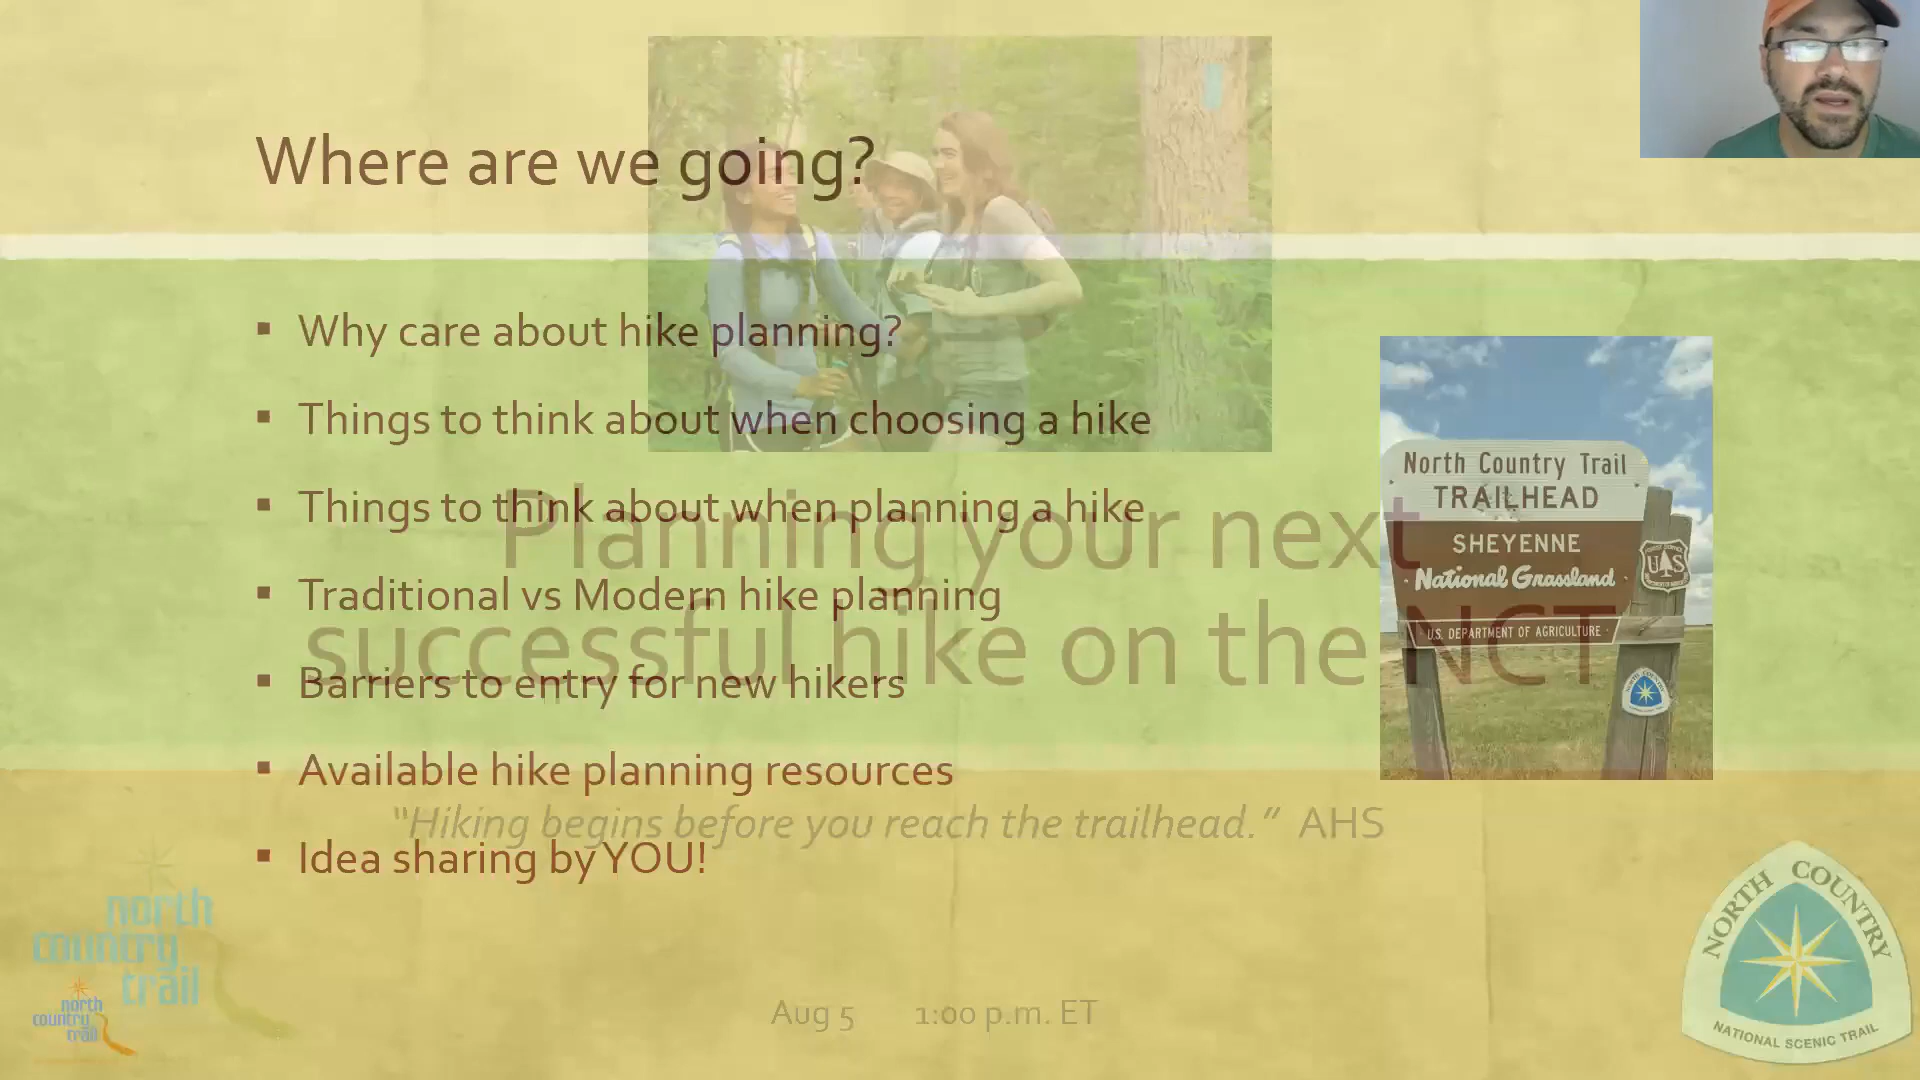 Where are we going?
▪ Why care about hike planning?
▪ Things to think about when choosing a hike
▪ Things to think about when planning a hike
▪ Traditional vs Modern hike planning
▪ Barriers to entry for new hikers
▪ Available hike planning resources
▪ Idea sharing by YOU!
Planning your next
successful hike on the NCT
“Hiking begins before you reach the trailhead.” AHS
Aug 5 1:00 p.m. ET
North Country Trail
TRAILHEAD
SHEYENNE
National Grassland
U.S. DEPARTMENT OF AGRICULTURE
UAS
north
country
trail
north
country
trail
NORTH COUNTRY
NATIONAL SCENIC TRAIL